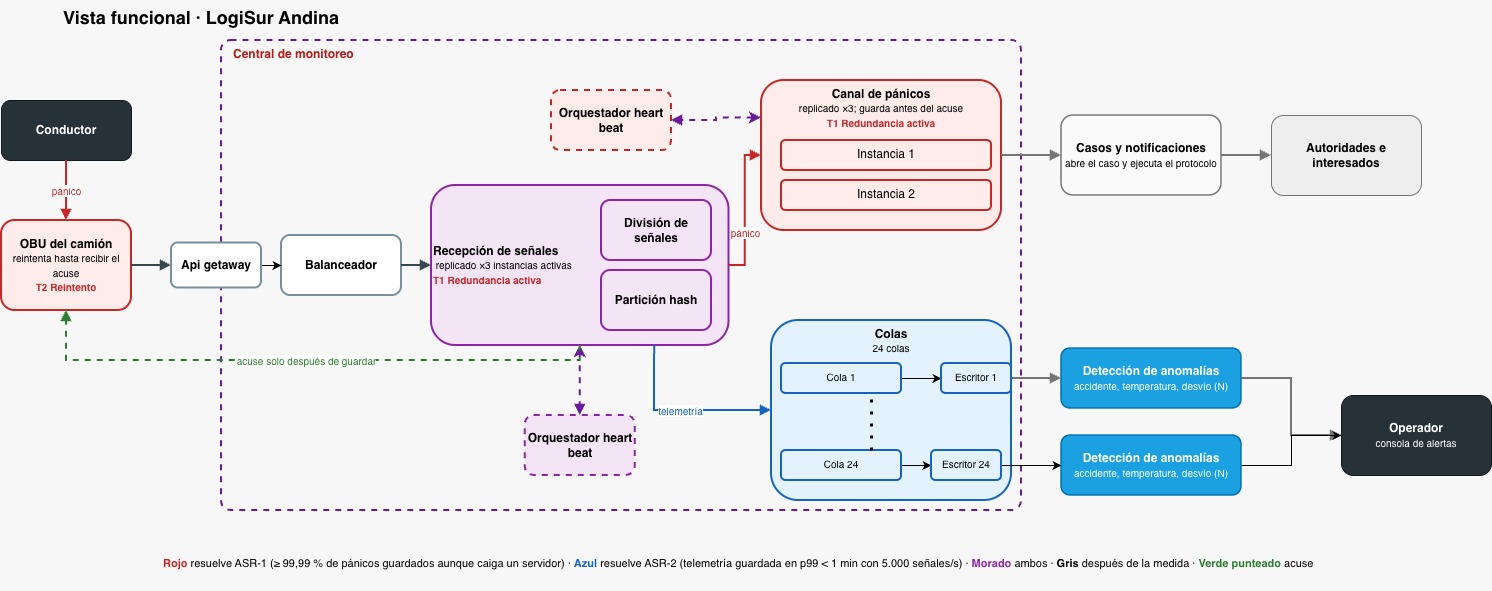 Vista funcional · LogiSur Andina
Central de monitoreo
Conductor
pánico
OBU del camión
reintenta hasta recibir el
acuse
T2 Reintento
Api getaway
Balanceador
Recepción de señales
replicado ×3 instancias activas
T1 Redundancia activa
División de
señales
Partición hash
acuse solo después de guardar
Orquestador heart
beat
Orquestador heart
beat
pánico
telemetría
Canal de pánicos
replicado ×3; guarda antes del acuse
T1 Redundancia activa
Instancia 1
Instancia 2
Casos y notificaciones
abre el caso y ejecuta el protocolo
Autoridades e
interesados
Colas
24 colas
Cola 1
Escritor 1
Cola 24
Escritor 24
Detección de anomalías
accidente, temperatura, desvío (N)
Detección de anomalías
accidente, temperatura, desvío (N)
Operador
consola de alertas
Rojo resuelve ASR-1 (≥ 99,99 % de pánicos guardados aunque caiga un servidor) · Azul resuelve ASR-2 (telemetría guardada en p99 < 1 min con 5.000 señales/s) · Morado ambos · Gris después de la medida · Verde punteado acuse